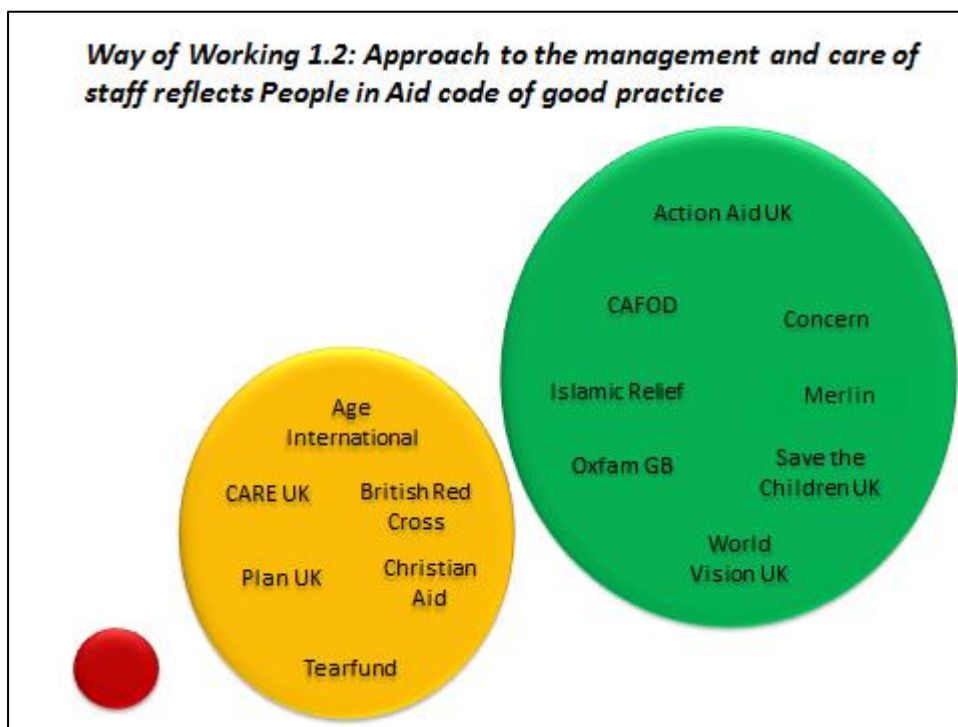 Way of Working 1.2: Approach to the management and care of
staff reflects People in Aid code of good practice
Action Aid UK
CAFOD
Concern
Islamic Relief
Merlin
Oxfam GB
Save the
Children UK
World
Vision UK
Age
International
CARE UK
British Red
Cross
Plan UK
Christian
Aid
Tearfund